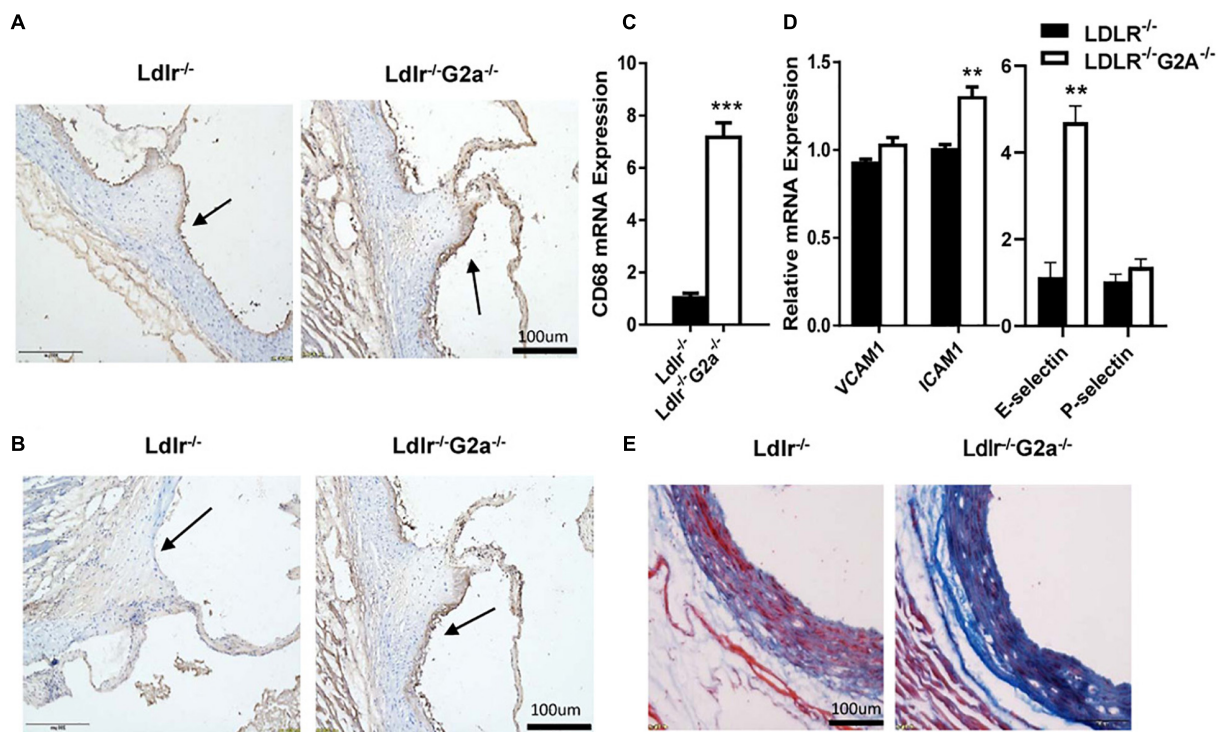 A
Ldlr-/-
Ldlr-/-G2a-/-
100um
B
Ldlr-/-
Ldlr-/-G2a-/-
100um
C
CD68 mRNA Expression
10
8
6
4
2
0
***
Ldlr-/-
Ldlr-/-G2a-/-
D
LDLR-/-
LDLR-/-G2A-/-
Relative mRNA Expression
1.5
1.0
0.5
0.0
**
VCAM1
ICAM1
6
4
2
0
**
E-selectin
P-selectin
E
Ldlr-/-
Ldlr-/-G2a-/-
100um